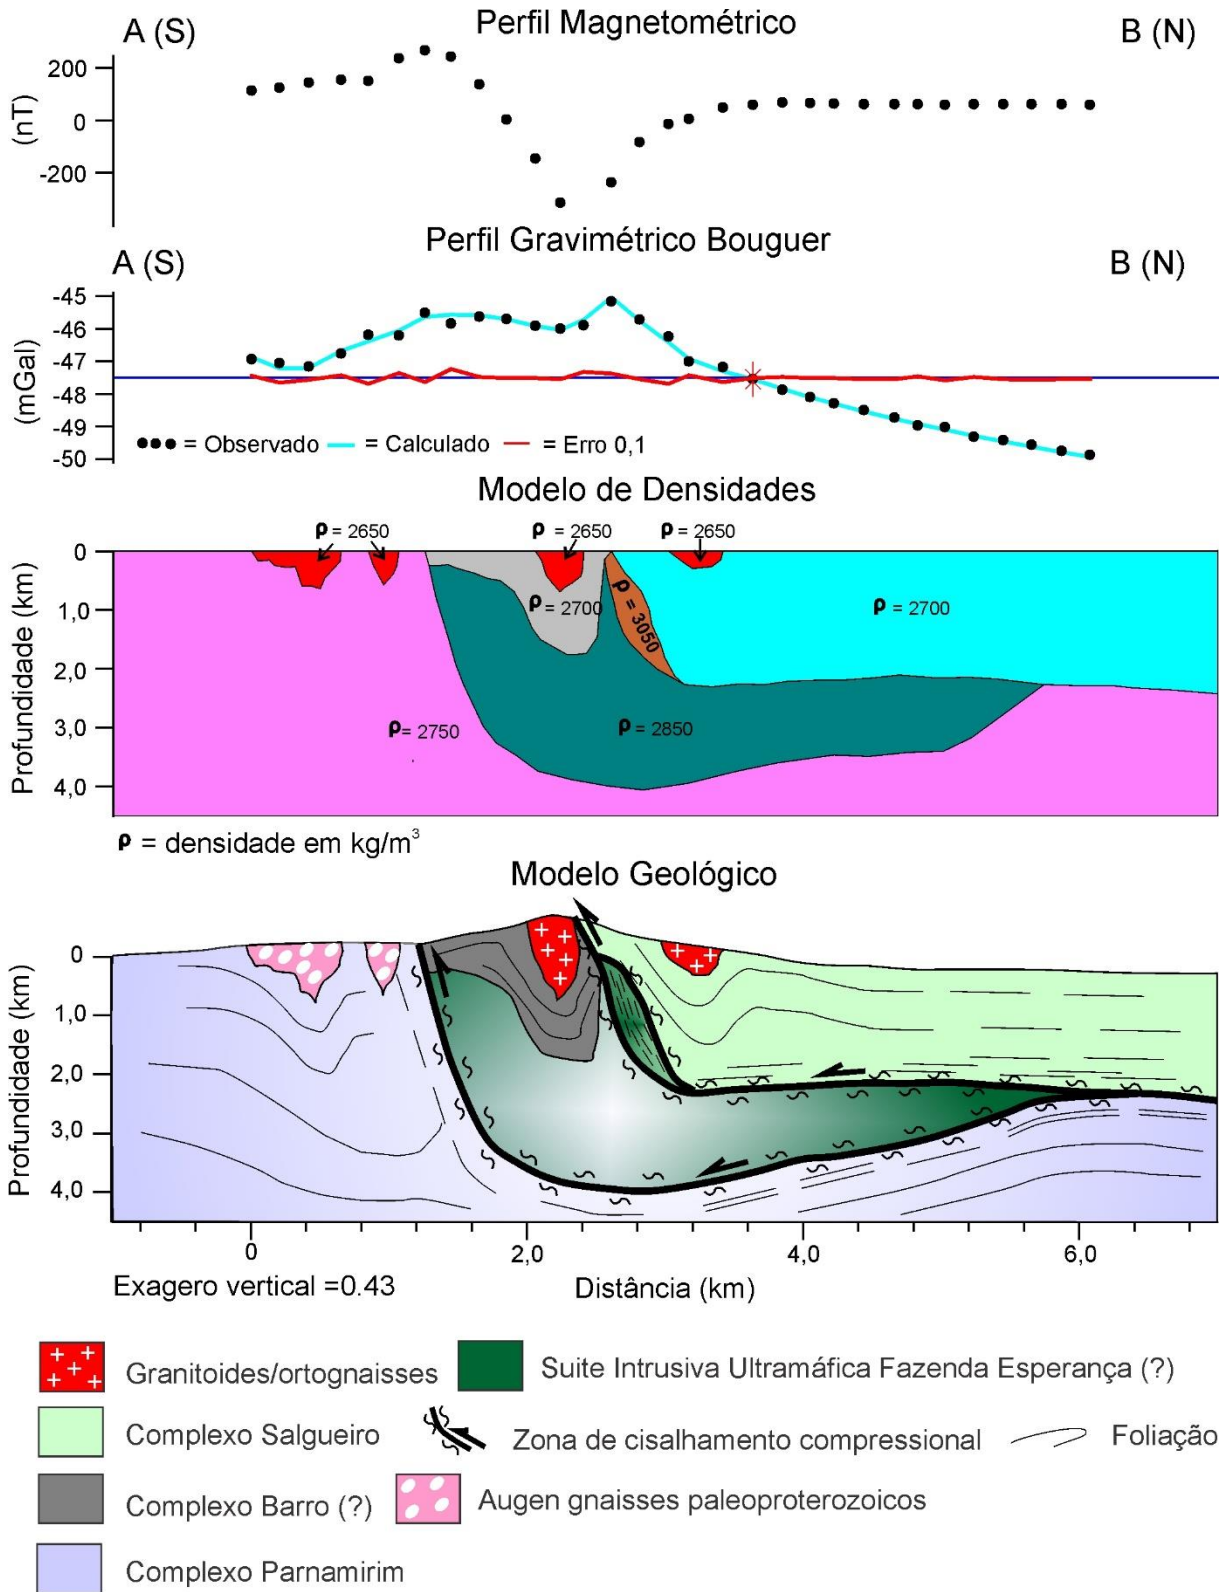 Perfil Magnetométrico
A (S)
B (N)
200
0
-200
(nT)
Perfil Gravimétrico Bouguer
A (S)
B (N)
-45
-46
-47
-48
-49
-50
(mGal)
= Observado = Calculado = Erro 0,1
Modelo de Densidades
ρ = 2650 ρ = 2650 ρ = 2650
0
1,0
2,0
3,0
4,0
Profundidade (km)
ρ = 2700
ρ = 3050
ρ = 2700
ρ = 2750
ρ = 2850
ρ = densidade em kg/m³
Modelo Geológico
0
1,0
2,0
3,0
4,0
Profundidade (km)
0 2,0 4,0 6,0
Exagero vertical =0.43 Distância (km)
Granitoides/ortognaisses Suite Intrusiva Ultramáfica Fazenda Esperança (?)
Complexo Salgueiro Zona de cisalhamento compressional Foliação
Complexo Barro (?) Augen gnaisses paleoproterozoicos
Complexo Parnamirim